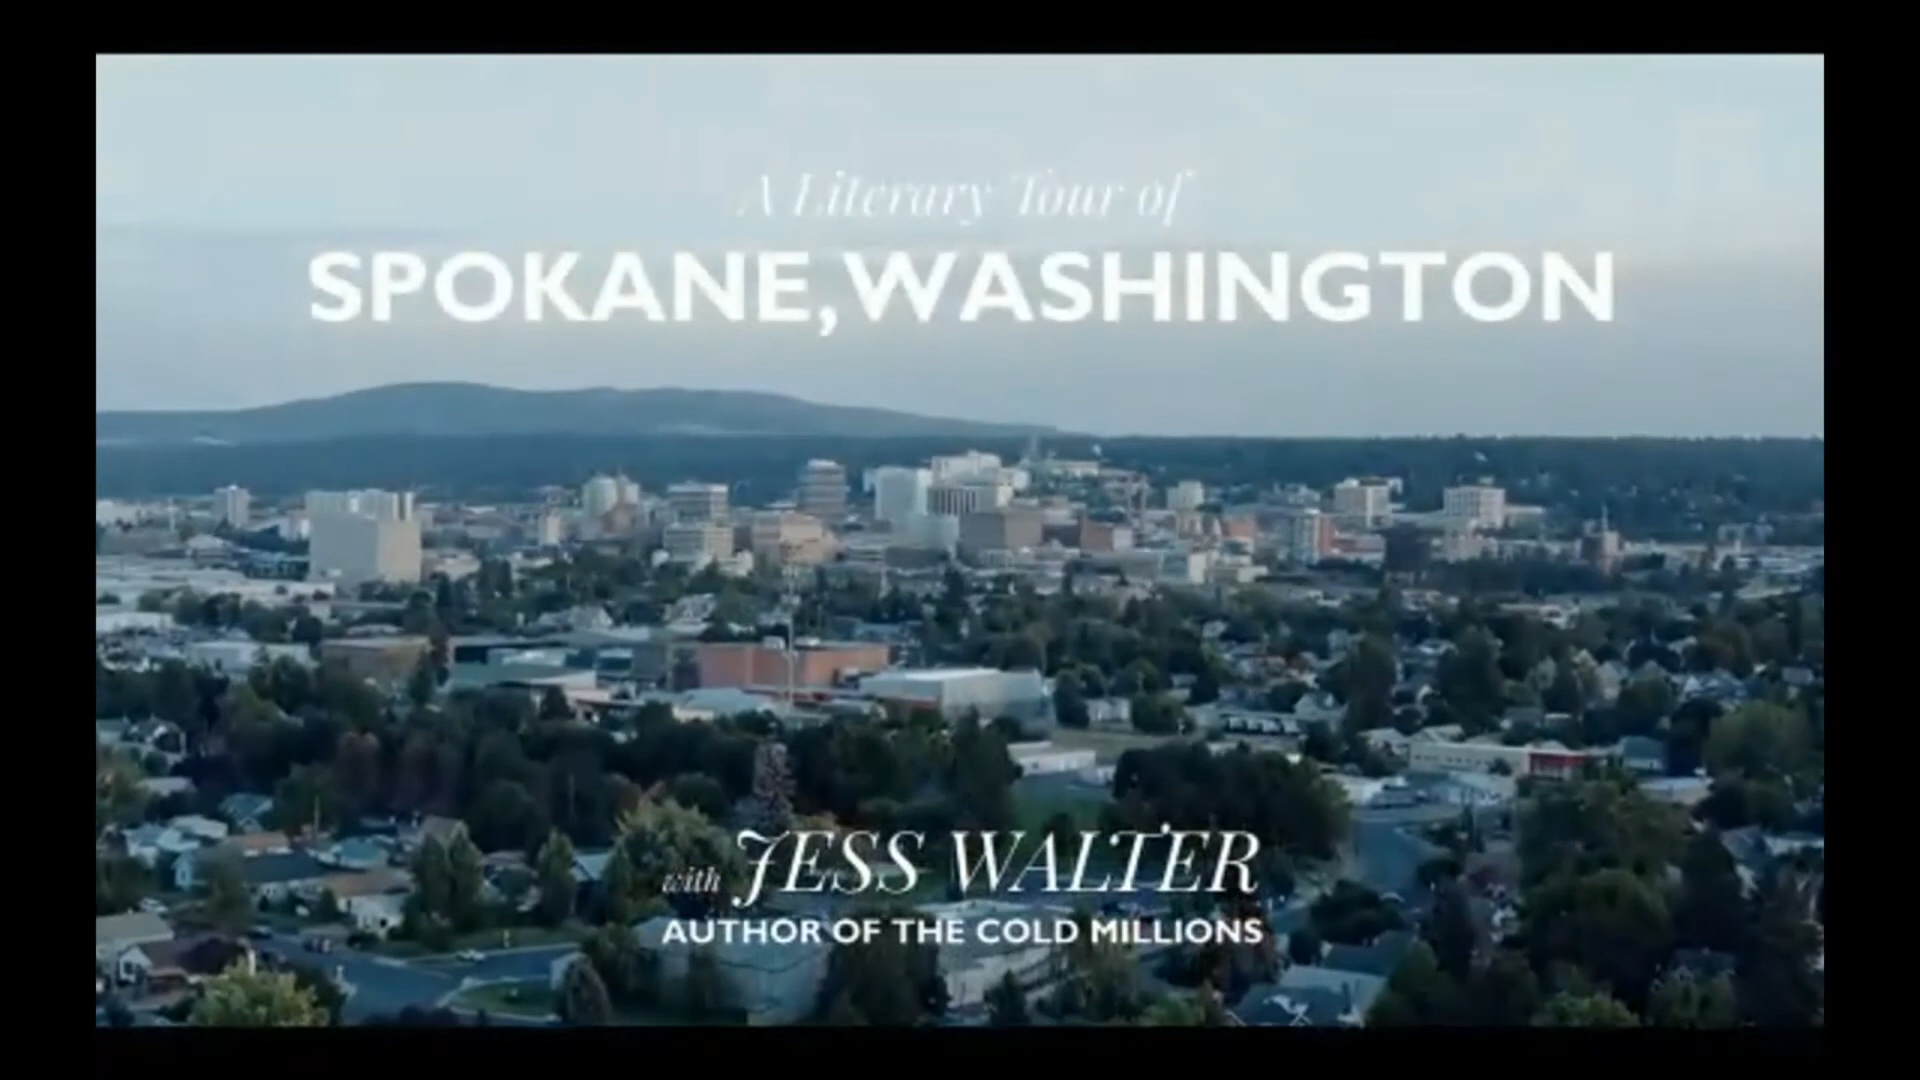 A Literary Tour of
SPOKANE, WASHINGTON
with JESS WALTER
AUTHOR OF THE COLD MILLIONS